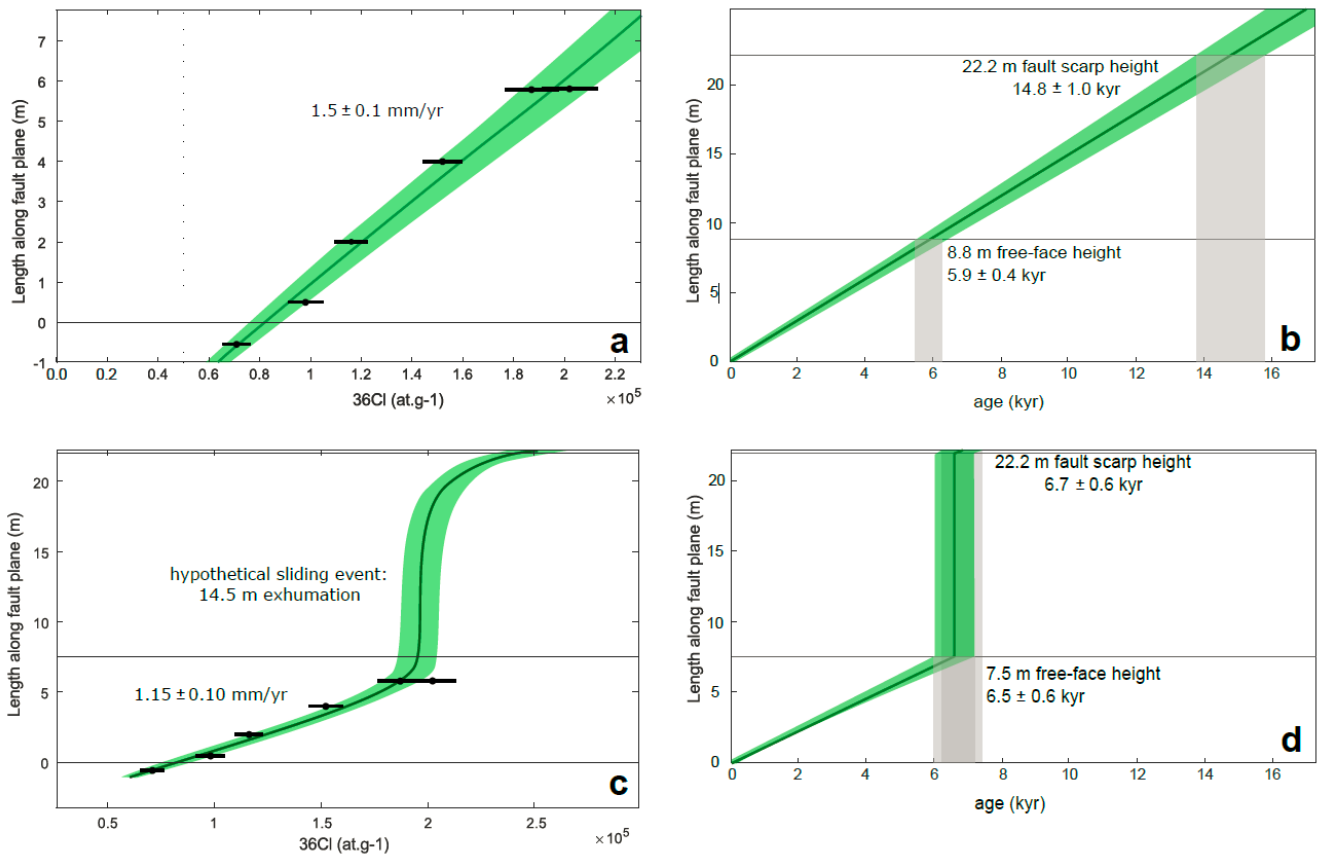 7
6
5
4
3
2
1
0
-1
Length along fault plane (m)
1.5 ± 0.1 mm/yr
a
0.0 0.2 0.4 0.6 0.8 1 1.2 1.4 1.6 1.8 2 2.2
36Cl (at.g-1)
×10⁵
20
15
10
5
0
Length along fault plane (m)
22.2 m fault scarp height
14.8 ± 1.0 kyr
8.8 m free-face height
5.9 ± 0.4 kyr
b
0 2 4 6 8 10 12 14 16
age (kyr)
20
15
10
5
0
Length along fault plane (m)
hypothetical sliding event:
14.5 m exhumation
1.15 ± 0.10 mm/yr
c
0.5 1 1.5 2 2.5
36Cl (at.g-1)
×10⁵
20
15
10
5
0
Length along fault plane (m)
22.2 m fault scarp height
6.7 ± 0.6 kyr
7.5 m free-face height
6.5 ± 0.6 kyr
d
0 2 4 6 8 10 12 14 16
age (kyr)